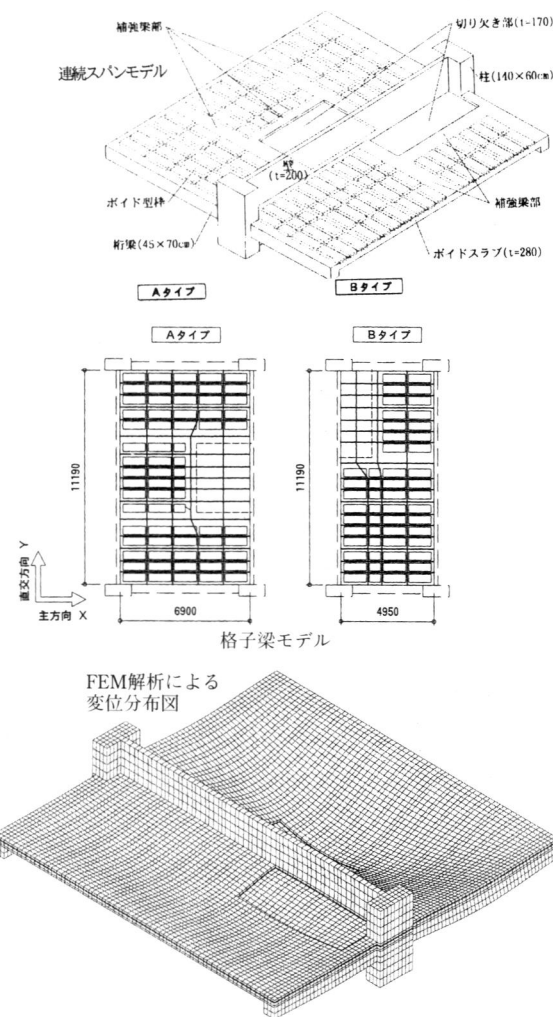 補強梁部
切り欠き部(t=170)
連続スパンモデル
柱(140×60cm)
壁
(t=200)
ボイド型枠
補強梁部
桁梁(45×70cm)
ボイドスラブ(t=280)
Aタイプ
Bタイプ
Aタイプ
Bタイプ
11190
11190
直交方向 Y
主方向 X
6900
4950
格子梁モデル
FEM解析による
変位分布図